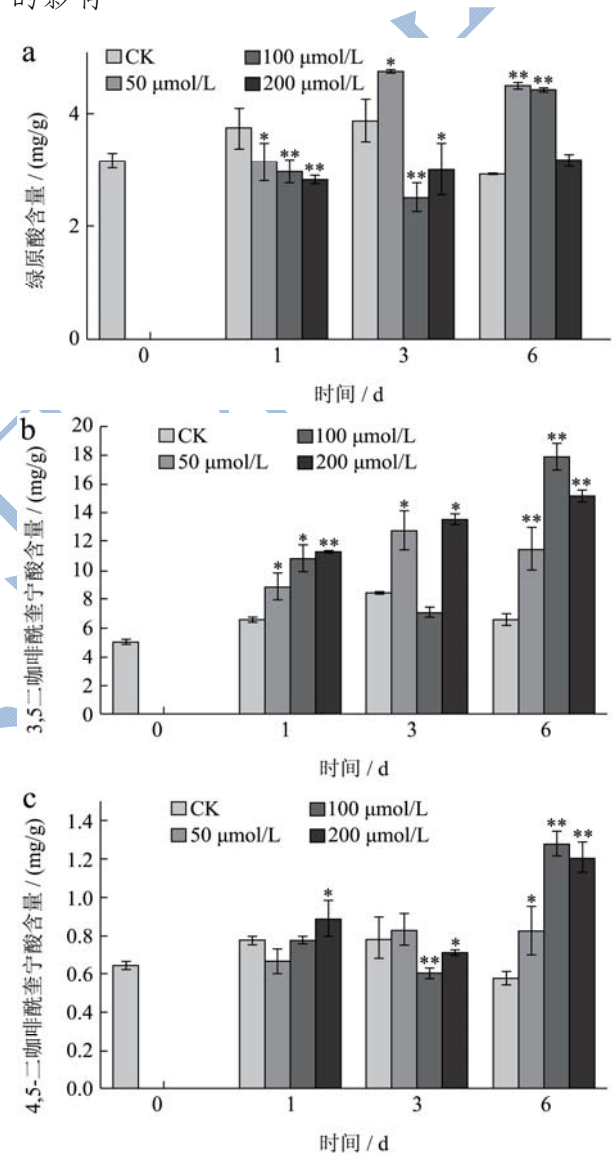 的影响
a
CK
100 μmol/L
50 μmol/L
200 μmol/L
绿原酸含量 / (mg/g)
4
2
0
*
**
**
*
**
*
**
**
0
1
3
6
时间 / d
b
CK
100 μmol/L
50 μmol/L
200 μmol/L
3,5二咖啡酰奎宁酸含量 / (mg/g)
20
18
16
14
12
10
8
6
4
2
0
*
*
**
*
*
**
**
**
0
1
3
6
时间 / d
c
CK
100 μmol/L
50 μmol/L
200 μmol/L
4,5-二咖啡酰奎宁酸含量 / (mg/g)
1.4
1.2
1.0
0.8
0.6
0.4
0.2
0.0
*
**
*
*
**
**
0
1
3
6
时间 / d